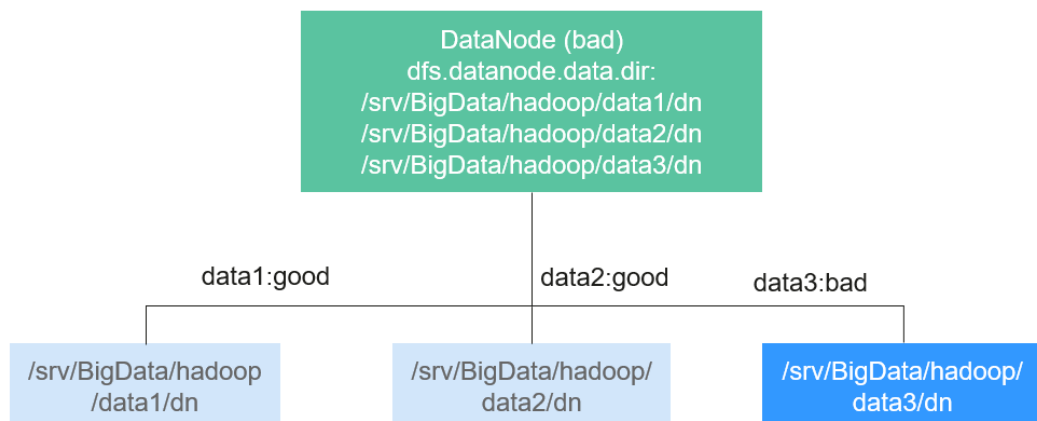 DataNode (bad)
dfs.datanode.data.dir:
/srv/BigData/hadoop/data1/dn
/srv/BigData/hadoop/data2/dn
/srv/BigData/hadoop/data3/dn
data1:good
data2:good
data3:bad
/srv/BigData/hadoop
/data1/dn
/srv/BigData/hadoop/
data2/dn
/srv/BigData/hadoop/
data3/dn